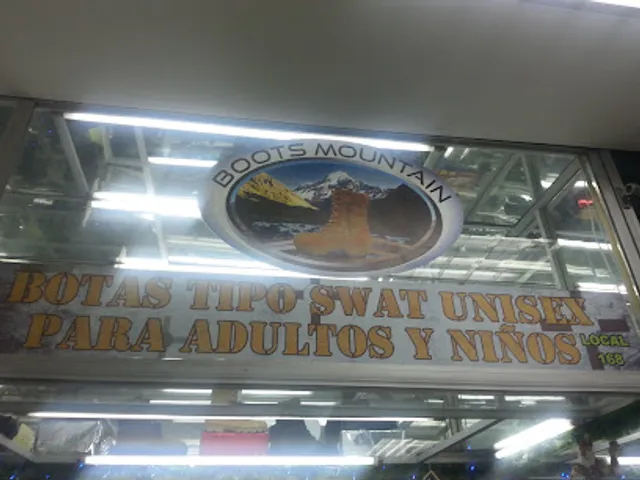 BOOTS MOUNTAIN
BOTAS TIPO SWAT UNISEX
PARA ADULTOS Y NIÑOS
LOCAL
168